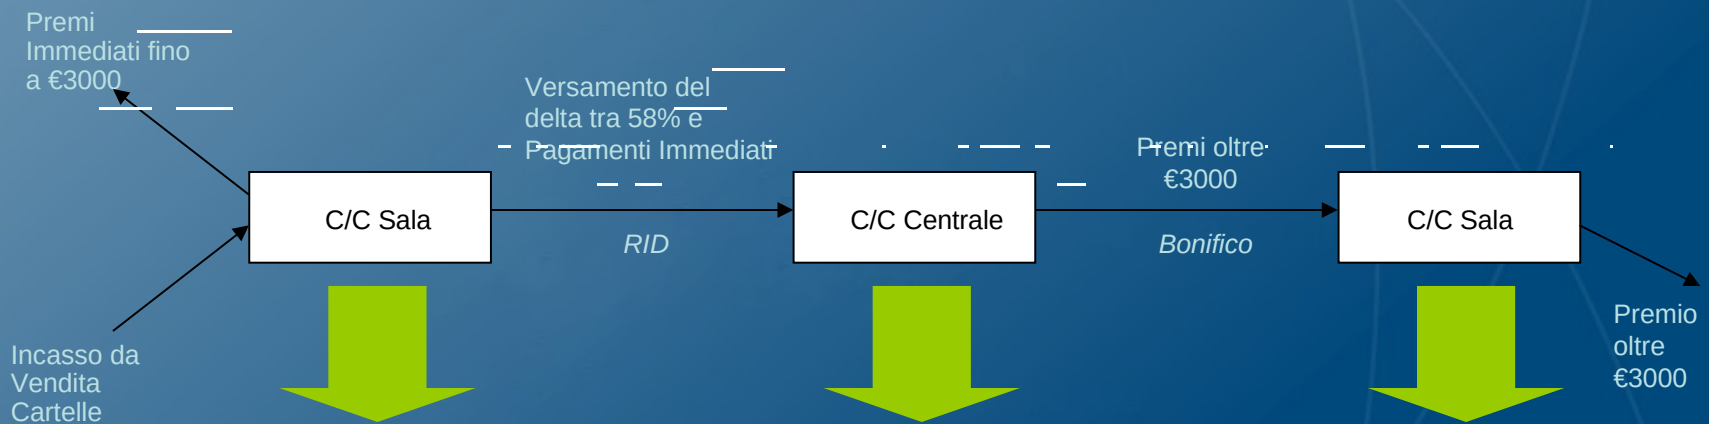 Premi
Immediati fino
a €3000
Versamento del
delta tra 58% e
Pagamenti Immediati
Premi oltre
€3000
C/C Sala
C/C Centrale
C/C Sala
RID
Bonifico
Incasso da
Vendita
Cartelle
Premio
oltre
€3000